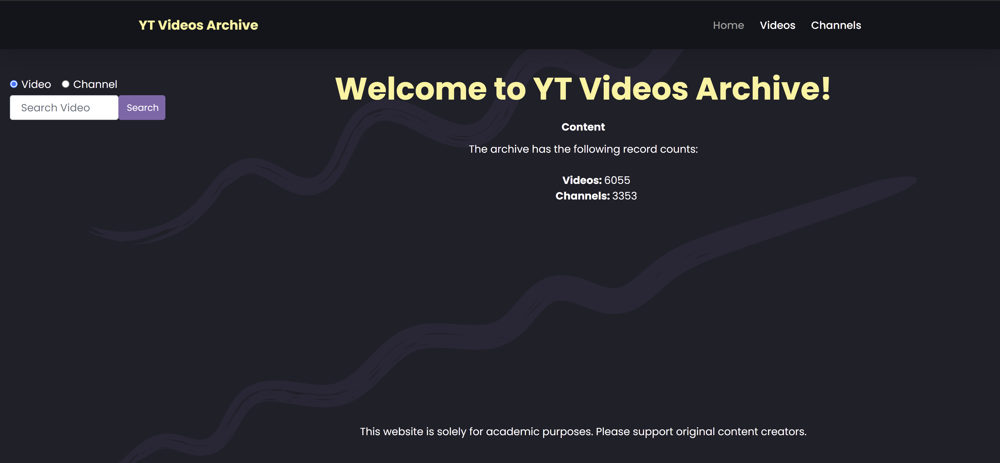 YT Videos Archive
Home Videos Channels
Video Channel
Search Video Search
Welcome to YT Videos Archive!
Content
The archive has the following record counts:
Videos: 6055
Channels: 3353
This website is solely for academic purposes. Please support original content creators.